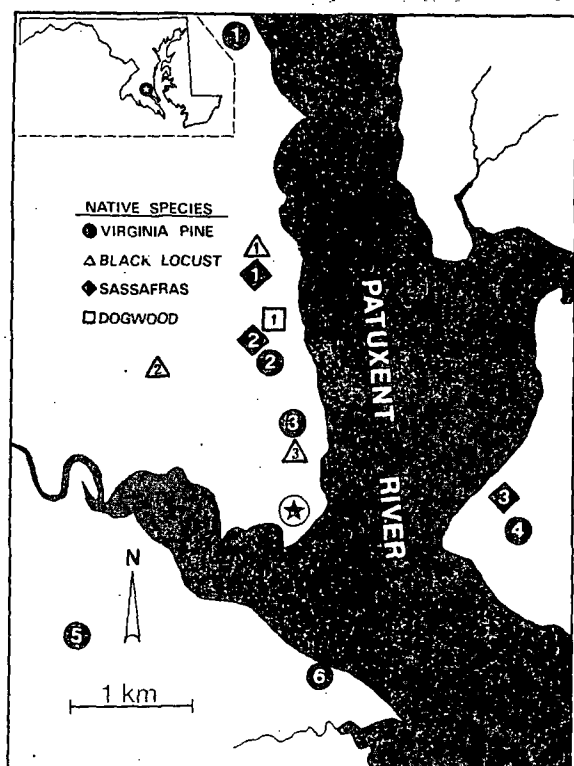 1
NATIVE SPECIES
VIRGINIA PINE
BLACK LOCUST
SASSAFRAS
DOGWOOD
1
1
1
2
2
2
3
3
PATUXENT RIVER
3
4
N
5
6
1 km